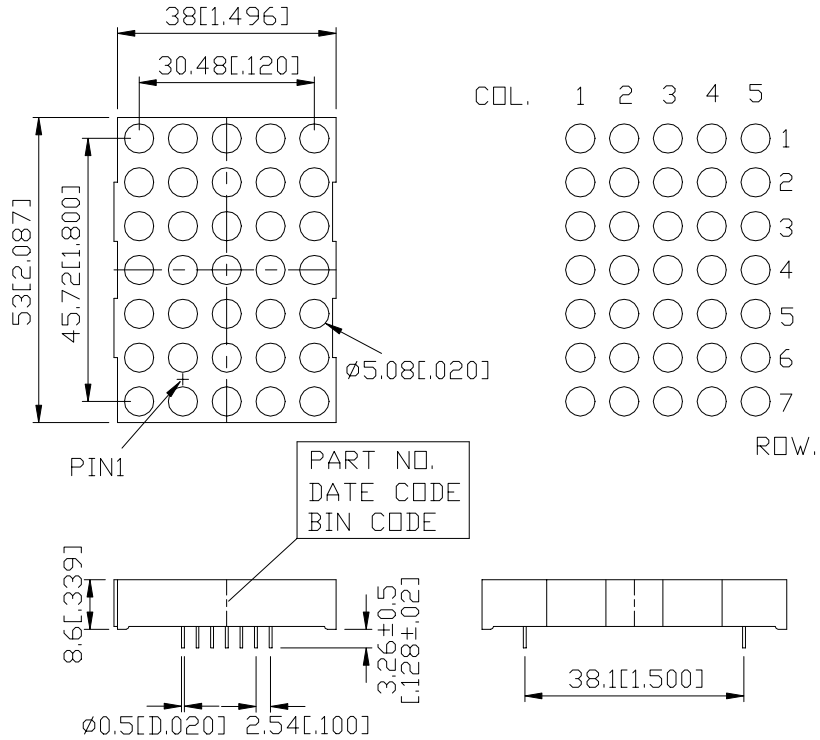 38[1.496]
30.48[.120]
COL. 1 2 3 4 5
1
2
3
4
5
6
7
ROW.
53[2.087]
45.72[1.800]
ø5.08[.020]
PIN1
PART NO.
DATE CODE
BIN CODE
8.6[.339]
3.26±0.5
[.128±.02]
38.1[1.500]
ø0.5[D.020]
2.54[.100]